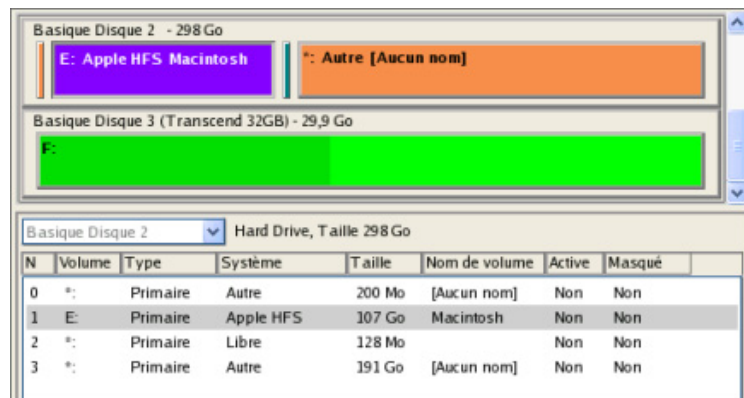 Basique Disque 2 - 298 Go
E: Apple HFS Macintosh *: Autre [Aucun nom]
Basique Disque 3 (Transcend 32GB) - 29,9 Go
F:
Basique Disque 2 Hard Drive, Taille 298 Go
N Volume Type Système Taille Nom de volume Active Masqué
0 *: Primaire Autre 200 Mo [Aucun nom] Non Non
1 E: Primaire Apple HFS 107 Go Macintosh Non Non
2 *: Primaire Libre 128 Mo Non Non
3 *: Primaire Autre 191 Go [Aucun nom] Non Non